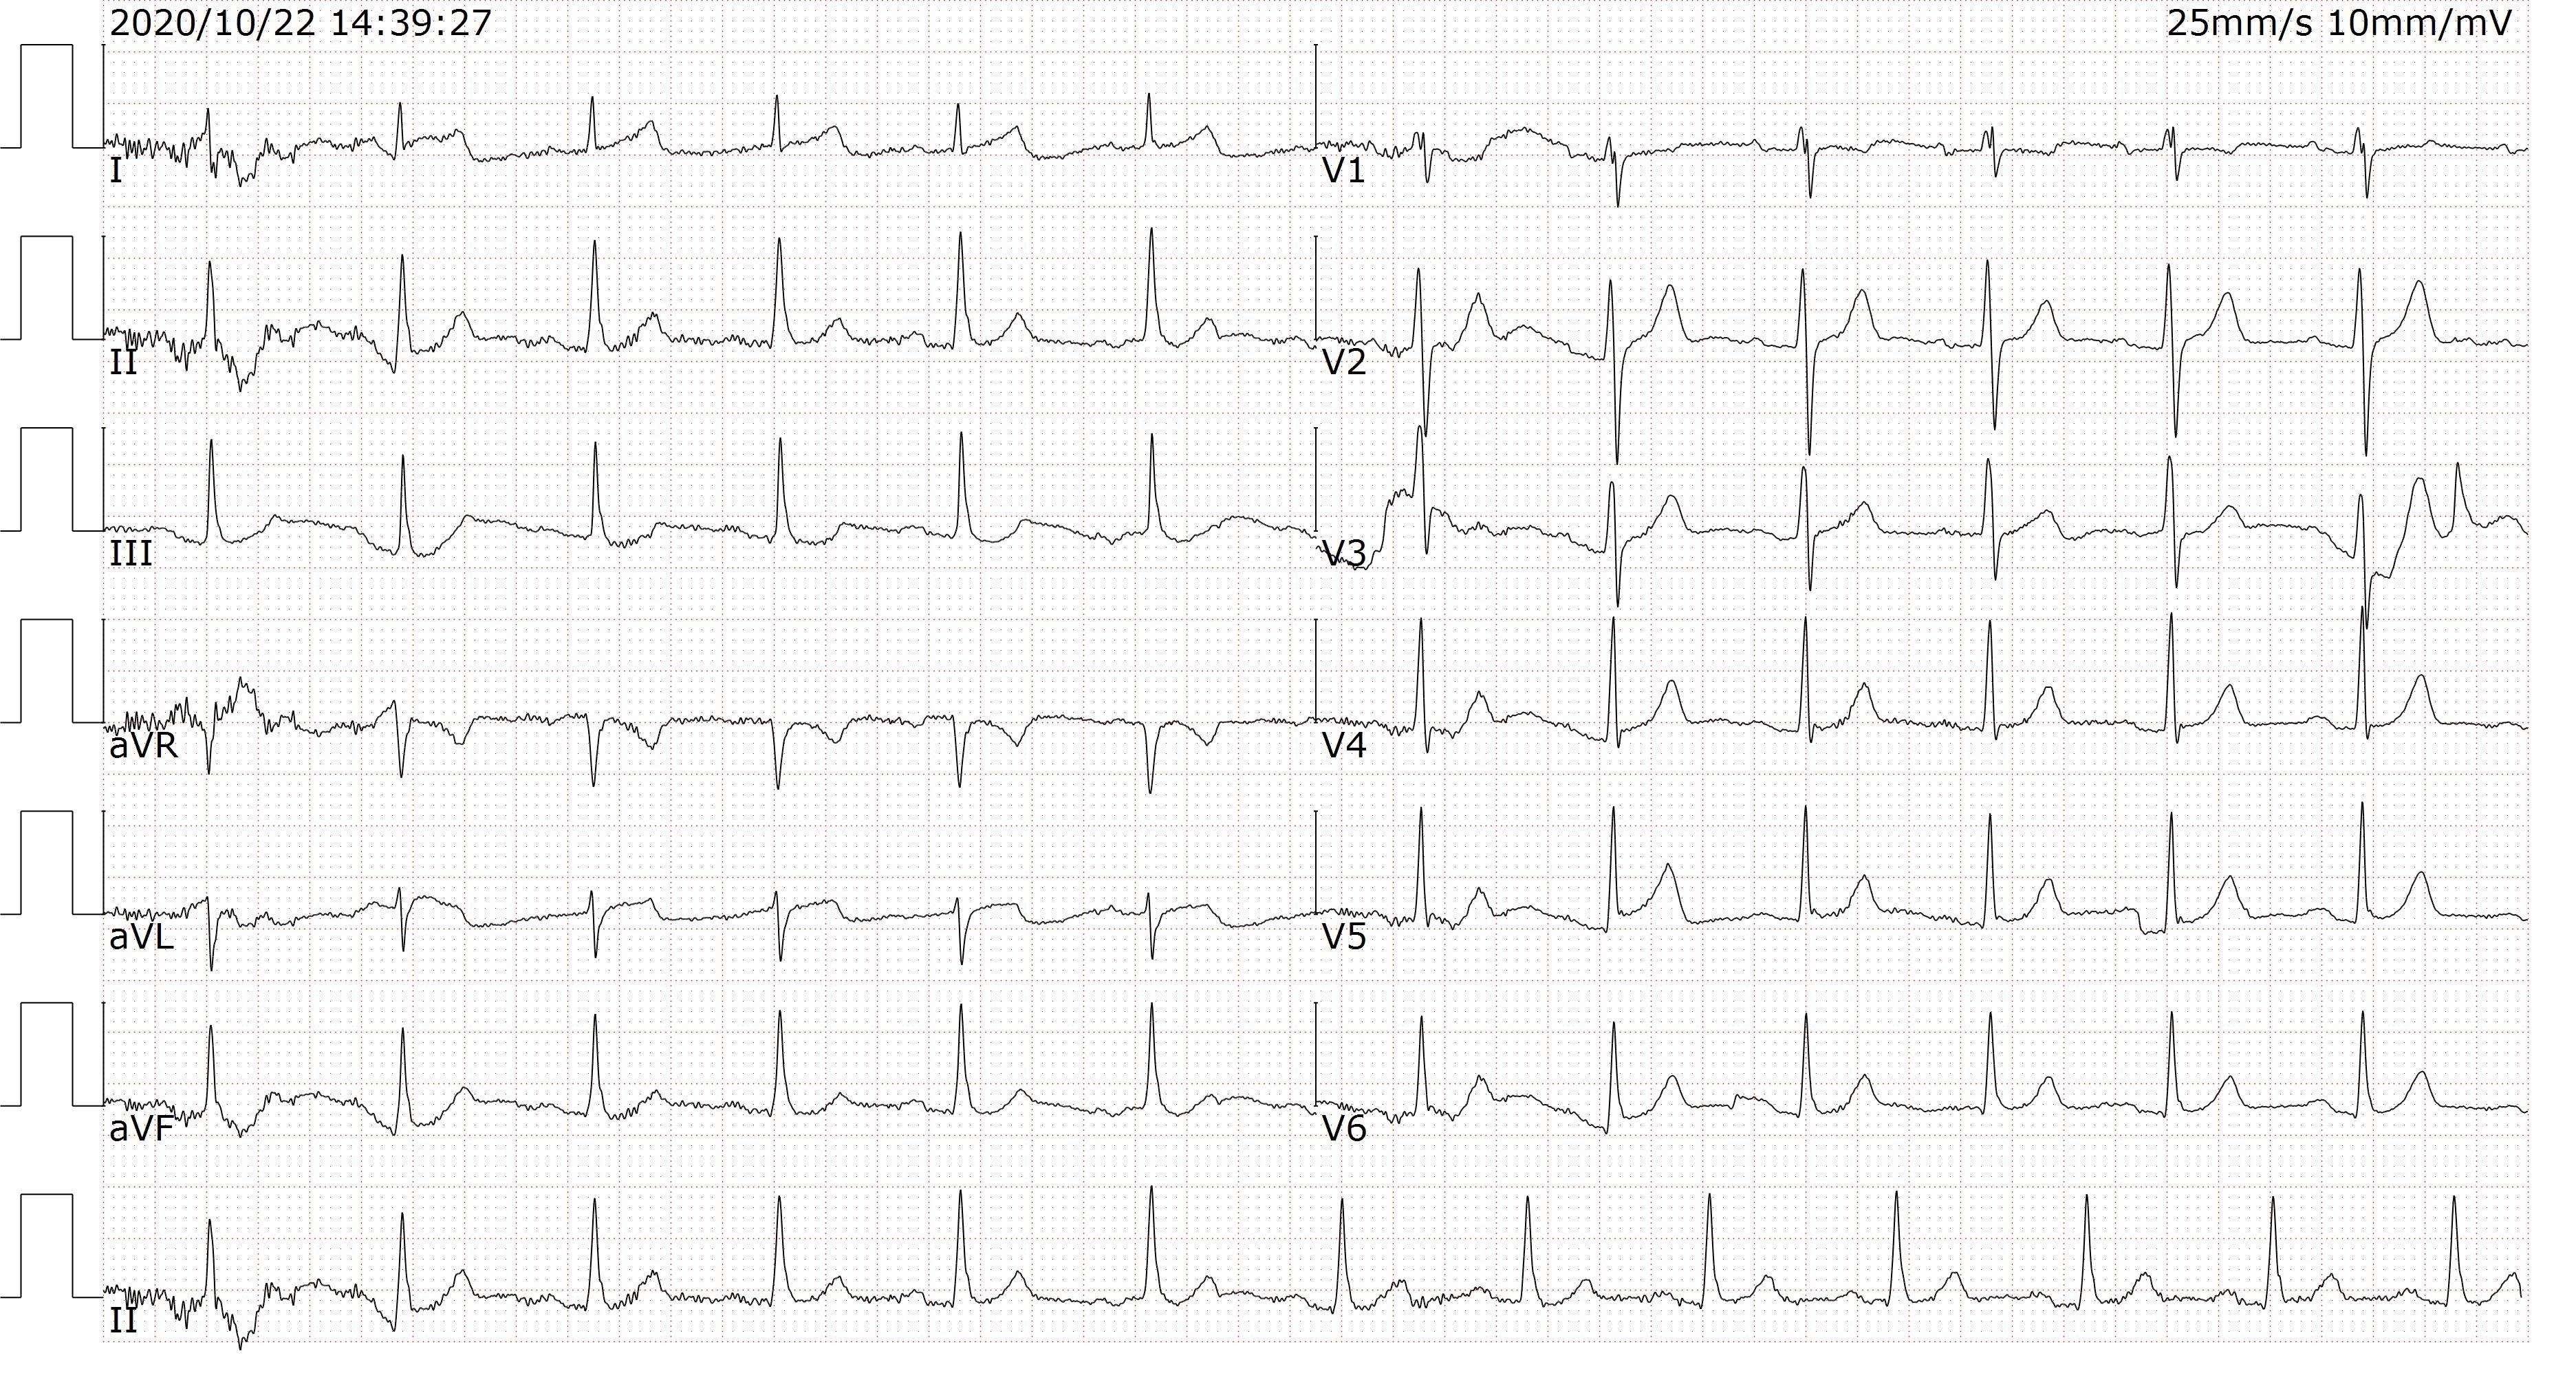 2020/10/22 14:39:27 25mm/s 10mm/mV
I V1
II V2
III V3
aVR V4
aVL V5
aVF V6
II